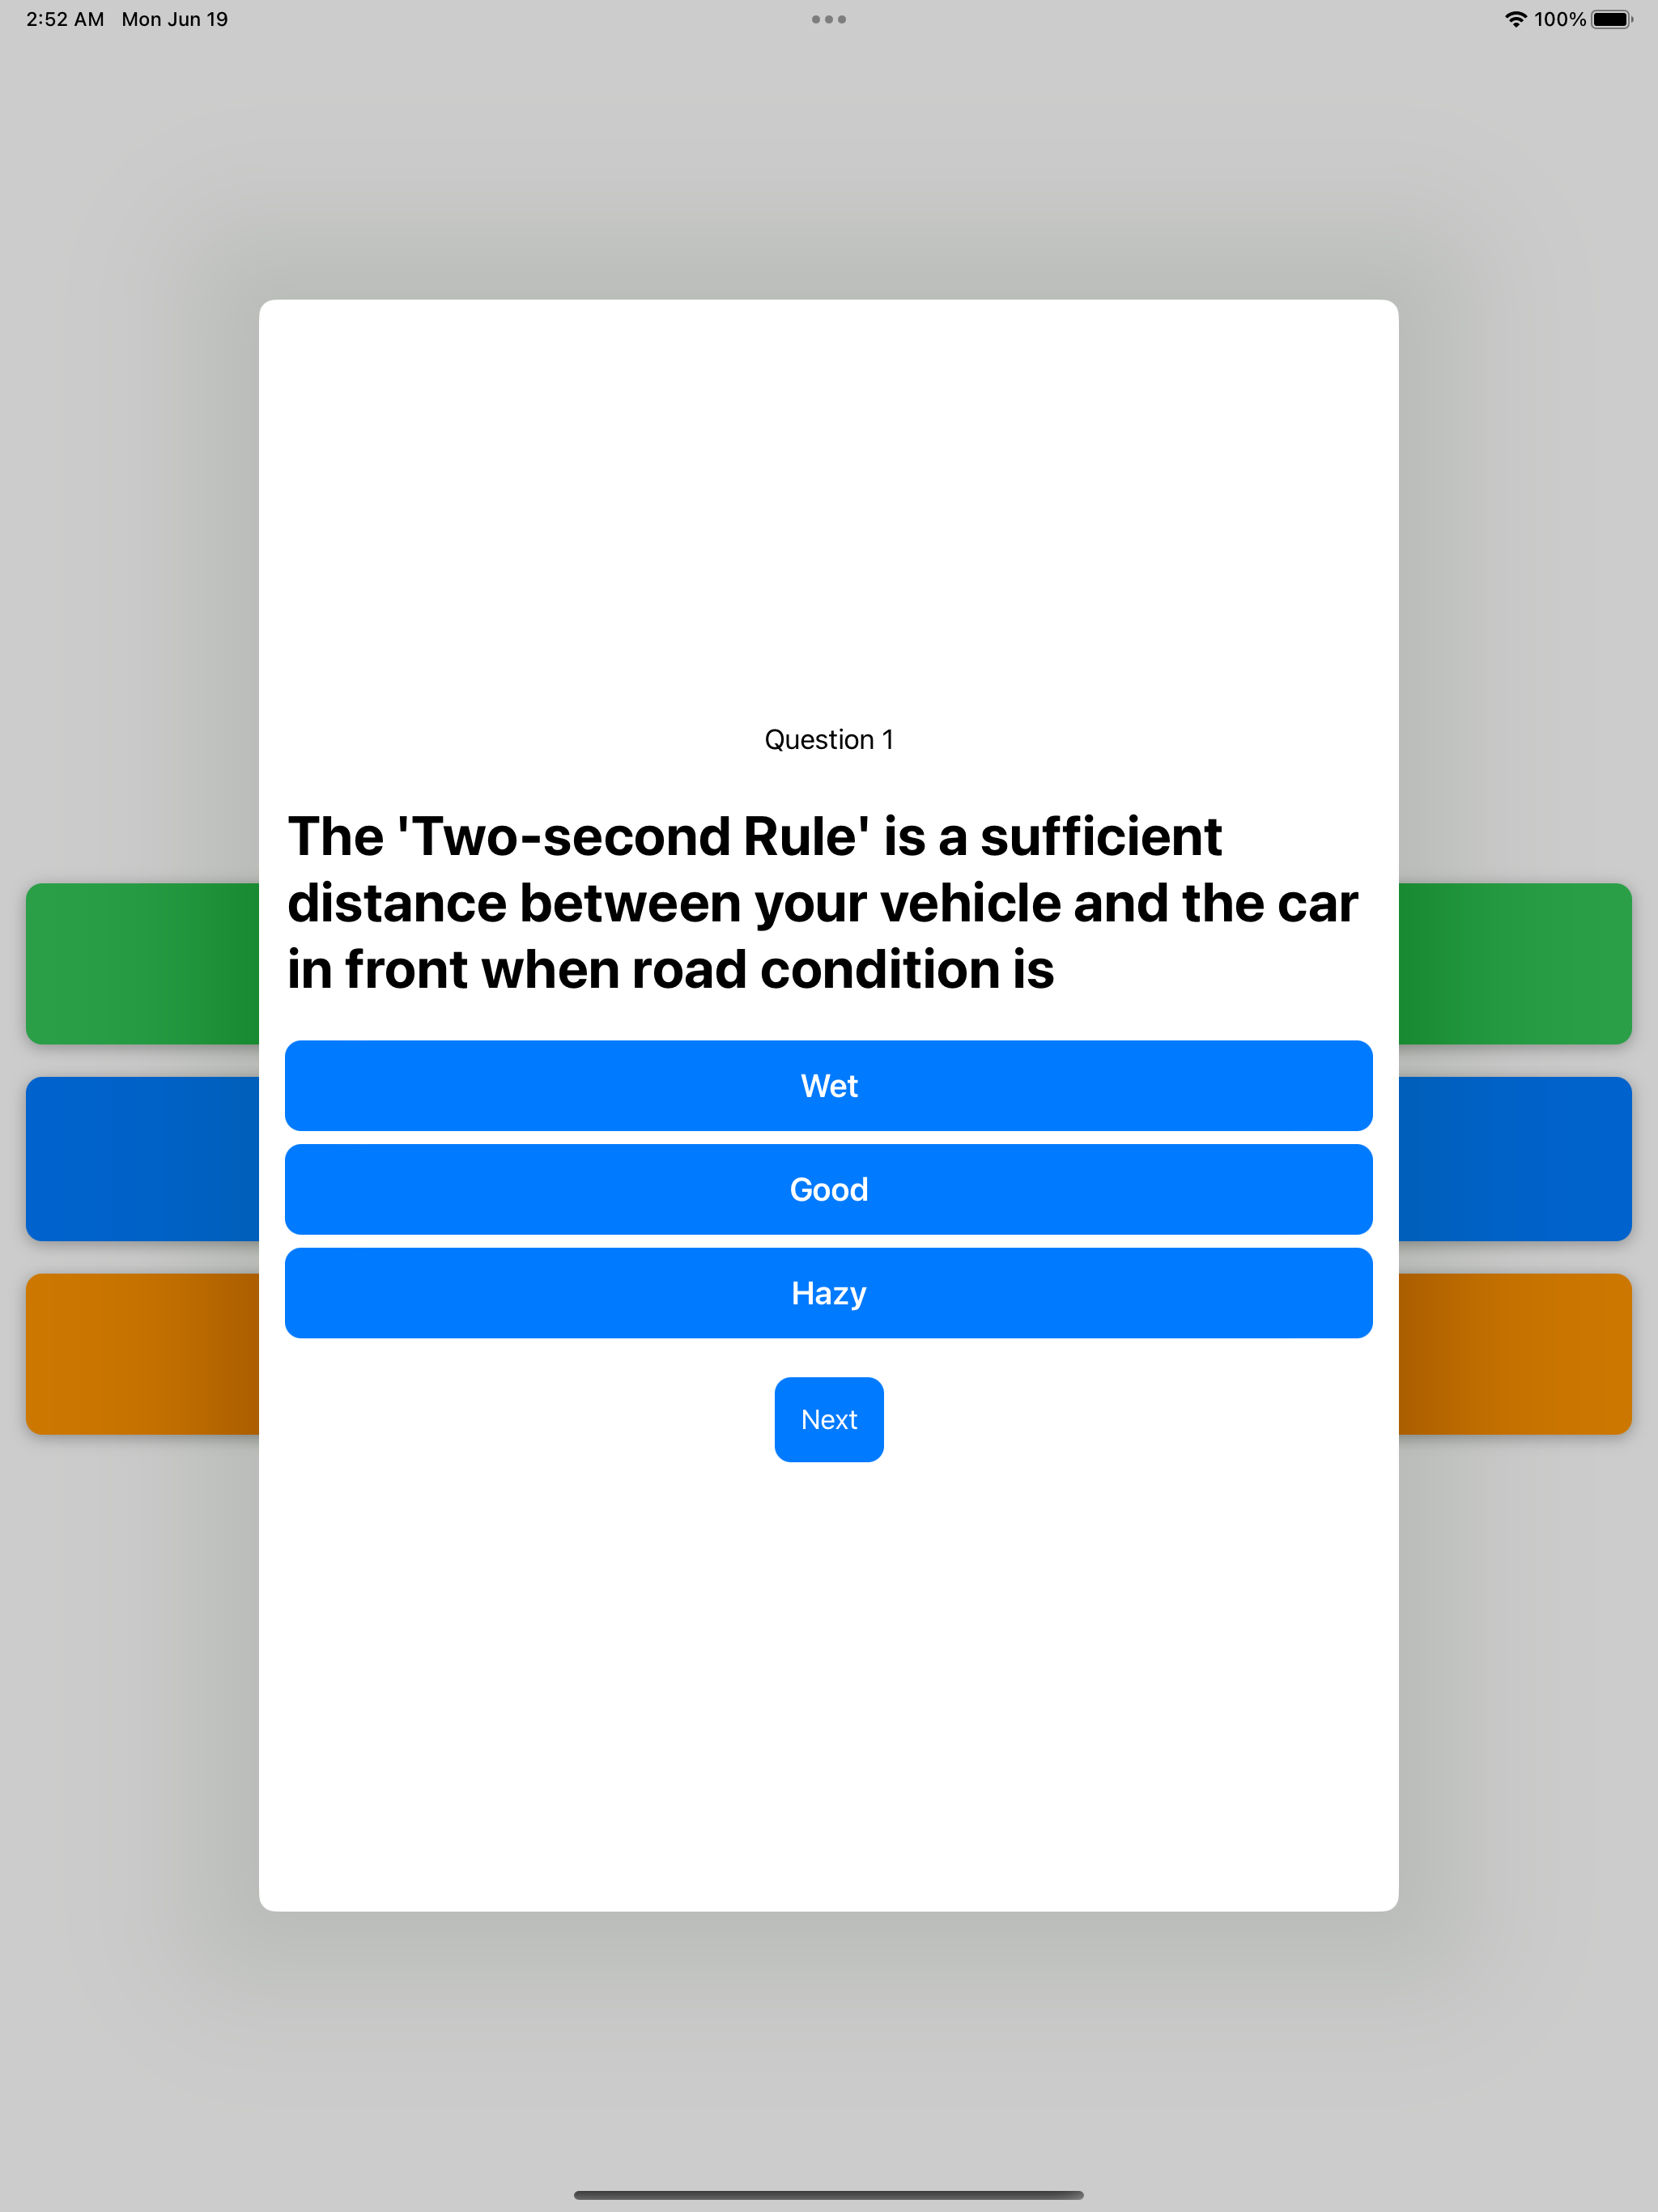 2:52 AM Mon Jun 19
100%
Question 1
The 'Two-second Rule' is a sufficient
distance between your vehicle and the car
in front when road condition is
Wet
Good
Hazy
Next